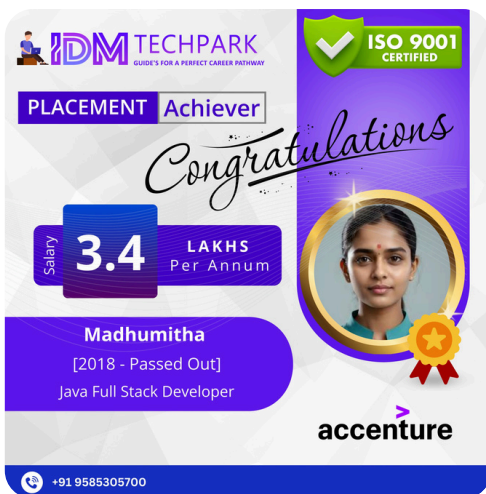 IDM TECHPARK
GUIDE'S FOR A PERFECT CAREER PATHWAY
ISO 9001
CERTIFIED
PLACEMENT Achiever
Congratulations
Salary
3.4
LAKHS
Per Annum
Madhumitha
[2018 - Passed Out]
Java Full Stack Developer
accenture
+91 9585305700